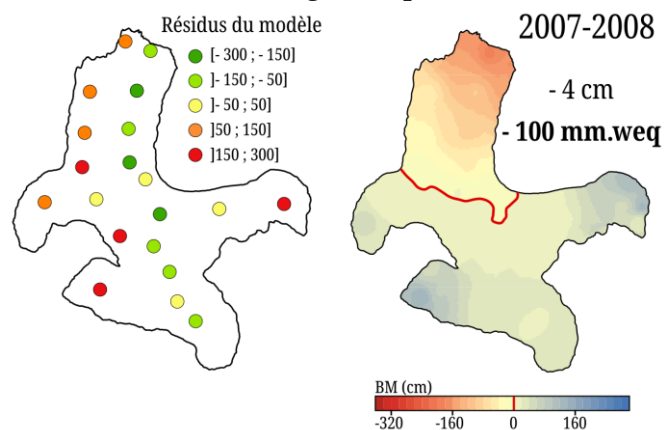 Résidus du modèle
[- 300 ; - 150]
]- 150 ; - 50]
]- 50 ; 50]
]50 ; 150]
]150 ; 300]
2007-2008
- 4 cm
- 100 mm.weq
BM (cm)
-320 -160 0 160